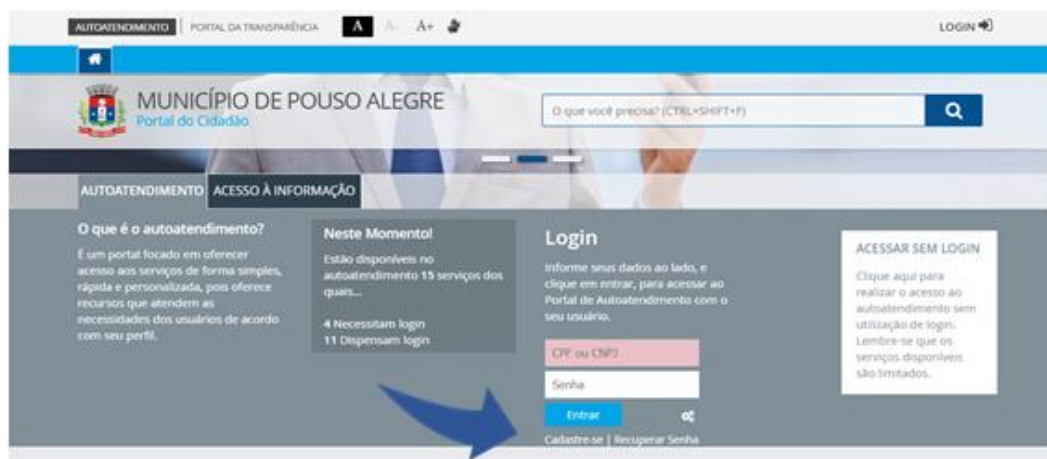 AUTOATENDIMENTO | PORTAL DA TRANSPARÊNCIA A A- A+ LOGIN
MUNICÍPIO DE POUSO ALEGRE
Portal do Cidadão
O que você precisa? (CTRL+SHIFT+F)
AUTOATENDIMENTO ACESSO À INFORMAÇÃO
O que é o autoatendimento?
É um portal focado em oferecer
acesso aos serviços de forma simples,
rápida e personalizada, pois oferece
recursos que atendem as
necessidades dos usuários de acordo
com seu perfil.
Neste Momento!
Estão disponíveis no
autoatendimento 15 serviços dos
quais...
4 Necessitam login
11 Dispensam login
Login
Informe seus dados ao lado, e
clique em entrar, para acessar ao
Portal de Autoatendimento com o
seu usuário.
CPF ou CNPJ
Senha
Entrar
Cadastre-se | Recuperar Senha
ACESSAR SEM LOGIN
Clique aqui para
realizar o acesso ao
autoatendimento sem
utilização de login.
Lembre-se que os
serviços disponíveis
são limitados.